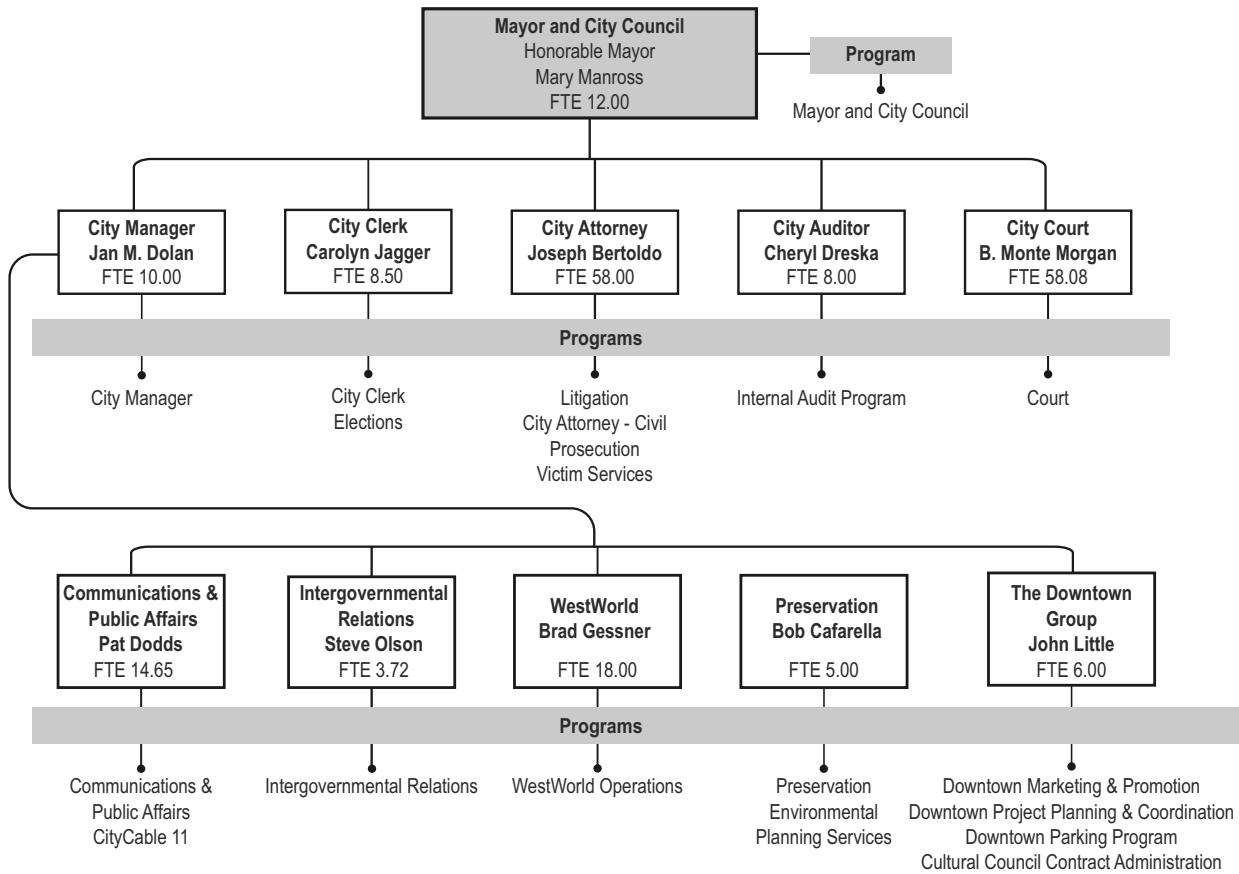 Mayor and City Council
Honorable Mayor
Mary Manross
FTE 12.00
Program
Mayor and City Council
City Manager
Jan M. Dolan
FTE 10.00
City Clerk
Carolyn Jagger
FTE 8.50
City Attorney
Joseph Bertoldo
FTE 58.00
City Auditor
Cheryl Dreska
FTE 8.00
City Court
B. Monte Morgan
FTE 58.08
Programs
City Manager
City Clerk
Elections
Litigation
City Attorney - Civil
Prosecution
Victim Services
Internal Audit Program
Court
Communications &
Public Affairs
Pat Dodds
FTE 14.65
Intergovernmental
Relations
Steve Olson
FTE 3.72
WestWorld
Brad Gessner
FTE 18.00
Preservation
Bob Cafarella
FTE 5.00
The Downtown
Group
John Little
FTE 6.00
Programs
Communications &
Public Affairs
CityCable 11
Intergovernmental Relations
WestWorld Operations
Preservation
Environmental
Planning Services
Downtown Marketing & Promotion
Downtown Project Planning & Coordination
Downtown Parking Program
Cultural Council Contract Administration